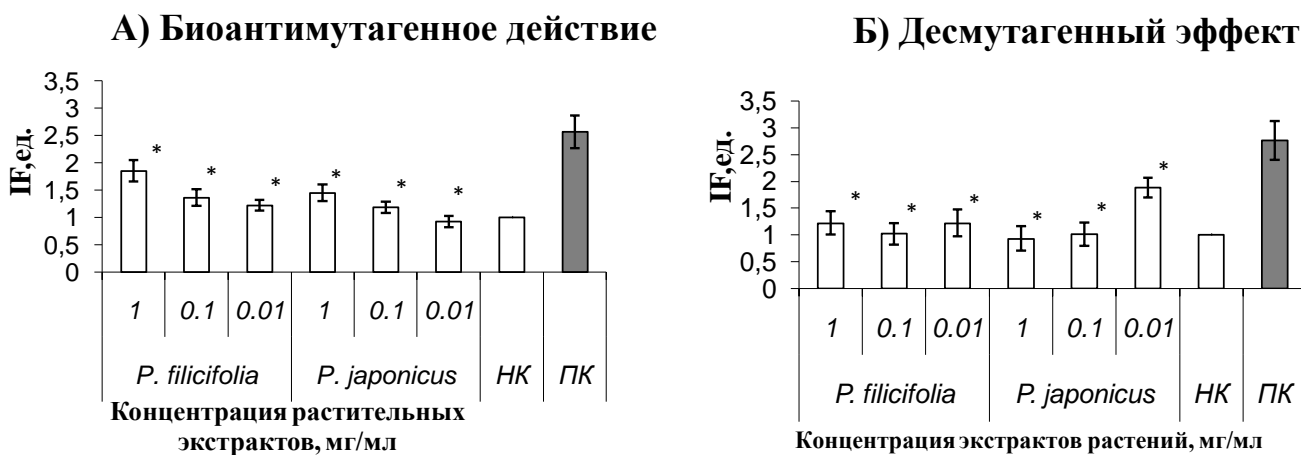 А) Биоантимутагенное действие
IF,ед.
3,5
3
2,5
2
1,5
1
0,5
0
*
*
*
*
*
*
1 0.1 0.01 1 0.1 0.01
P. filicifolia P. japonicus НК ПК
Концентрация растительных
экстрактов, мг/мл
Б) Десмутагенный эффект
IF,ед.
3,5
3
2,5
2
1,5
1
0,5
0
*
*
*
*
*
*
1 0.1 0.01 1 0.1 0.01
P. filicifolia P. japonicus НК ПК
Концентрация экстрактов растений, мг/мл